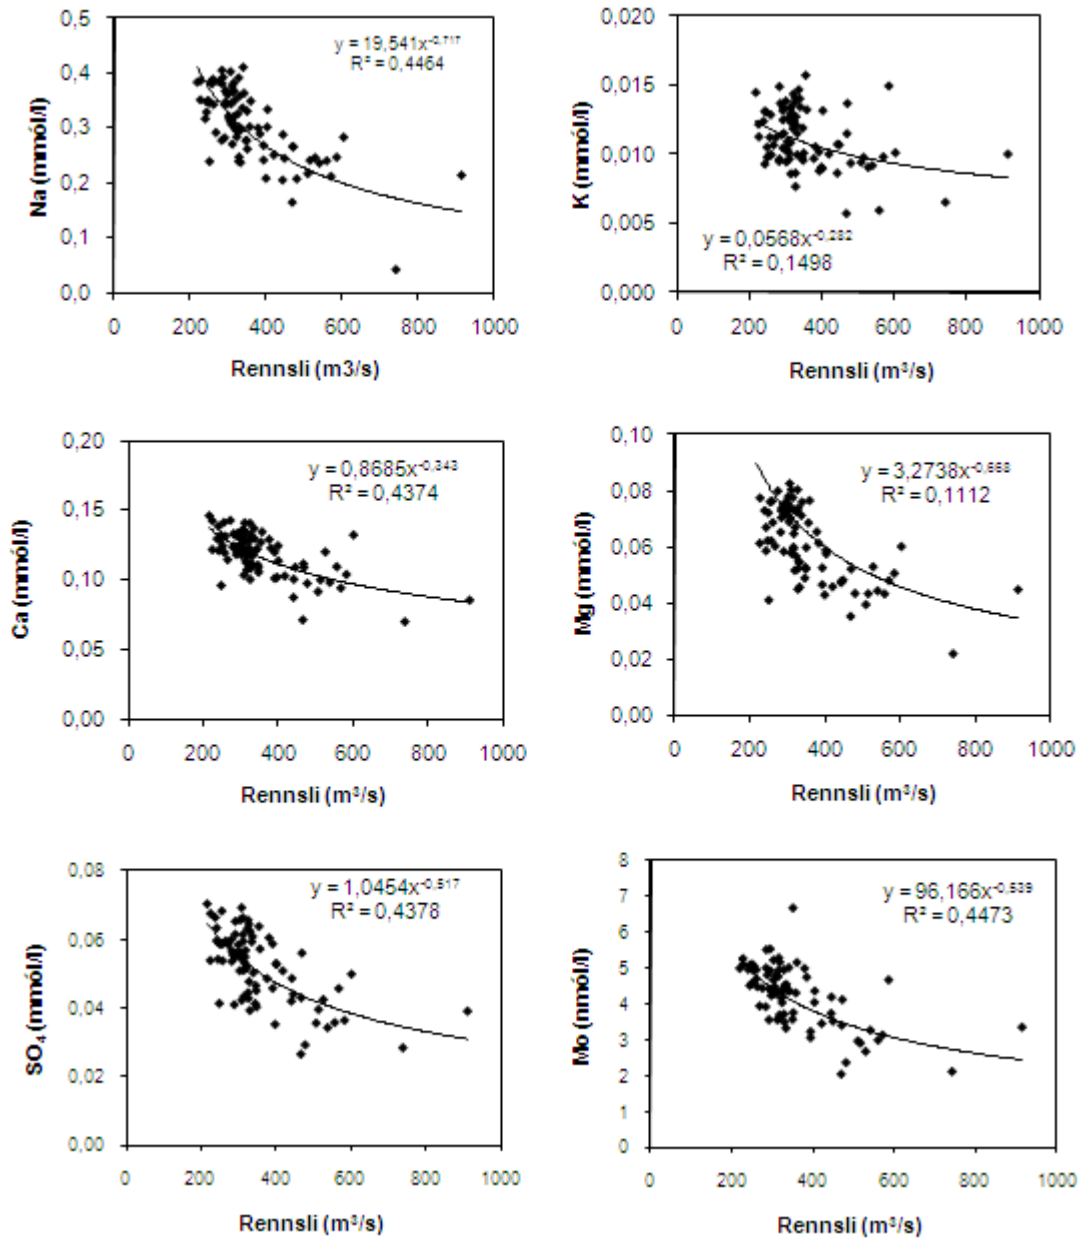 0,5
0,4
0,3
0,2
0,1
0,0
Na (mmól/l)
y = 19,541x^-0,717
R² = 0,4464
0 200 400 600 800 1000
Rennsli (m3/s)
0,020
0,015
0,010
0,005
0,000
K (mmól/l)
y = 0,0568x^-0,282
R² = 0,1498
0 200 400 600 800 1000
Rennsli (m³/s)
0,20
0,15
0,10
0,05
0,00
Ca (mmól/l)
y = 0,8685x^-0,343
R² = 0,4374
0 200 400 600 800 1000
Rennsli (m³/s)
0,10
0,08
0,06
0,04
0,02
0,00
Mg (mmól/l)
y = 3,2738x
R² = 0,1112
0 200 400 600 800 1000
Rennsli (m³/s)
0,08
0,06
0,04
0,02
0,00
SO₄ (mmól/l)
y = 1,0454x^-0,517
R² = 0,4378
0 200 400 600 800 1000
Rennsli (m³/s)
8
7
6
5
4
3
2
1
0
Mo (mmól/l)
y = 96,166x^-0,539
R² = 0,4473
0 200 400 600 800 1000
Rennsli (m³/s)